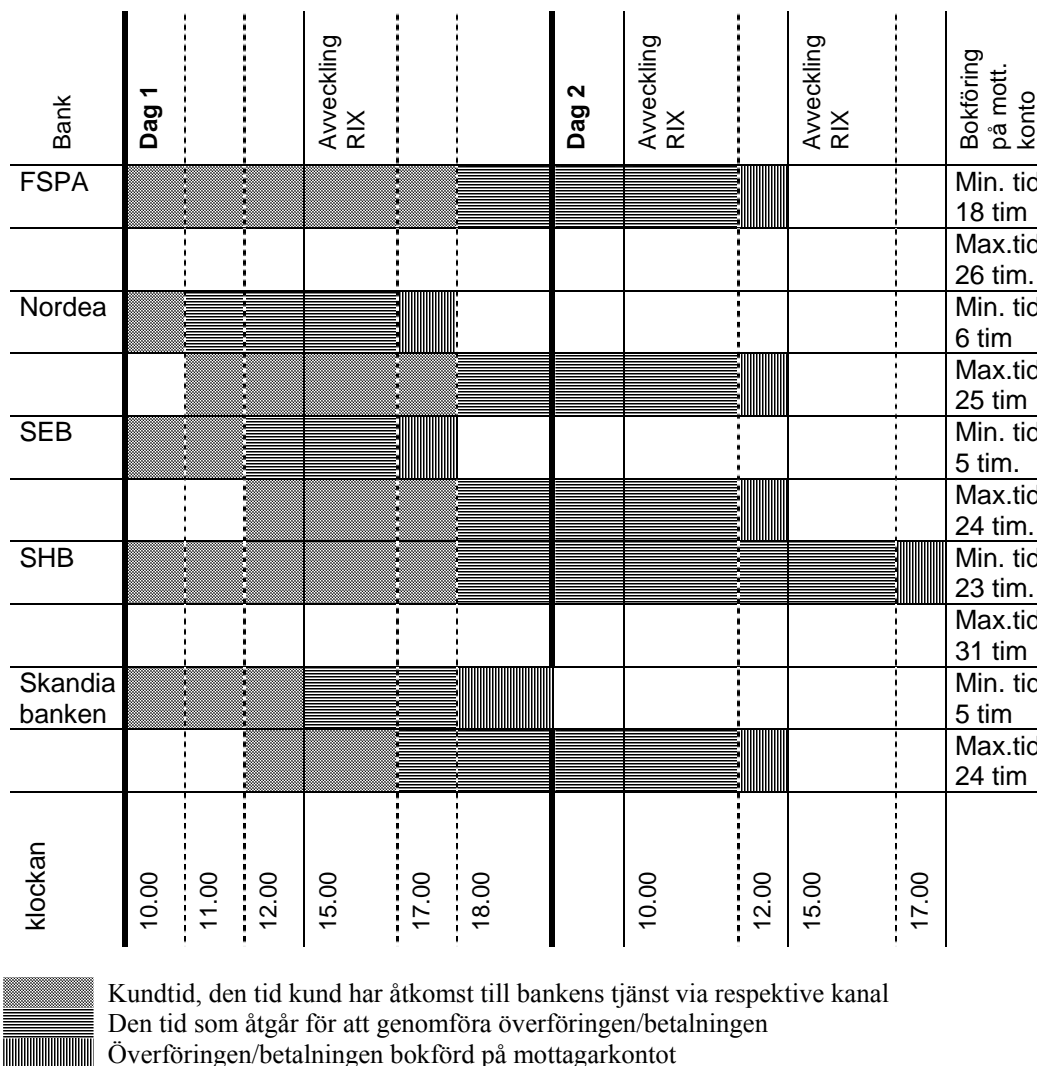 Bank
Dag 1
Avveckling
RIX
Dag 2
Avveckling
RIX
Avveckling
RIX
Bokföring
på mott.
konto
FSPA
Min. tid
18 tim
Max.tid
26 tim.
Nordea
Min. tid
6 tim
Max.tid
25 tim
SEB
Min. tid
5 tim.
Max.tid
24 tim.
SHB
Min. tid
23 tim.
Max.tid
31 tim
Skandia
banken
Min. tid
5 tim
Max.tid
24 tim
klockan
10.00
11.00
12.00
15.00
17.00
18.00
10.00
12.00
15.00
17.00
Kundtid, den tid kund har åtkomst till bankens tjänst via respektive kanal
Den tid som åtgår för att genomföra överföringen/betalningen
Överföringen/betalningen bokförd på mottagarkontot